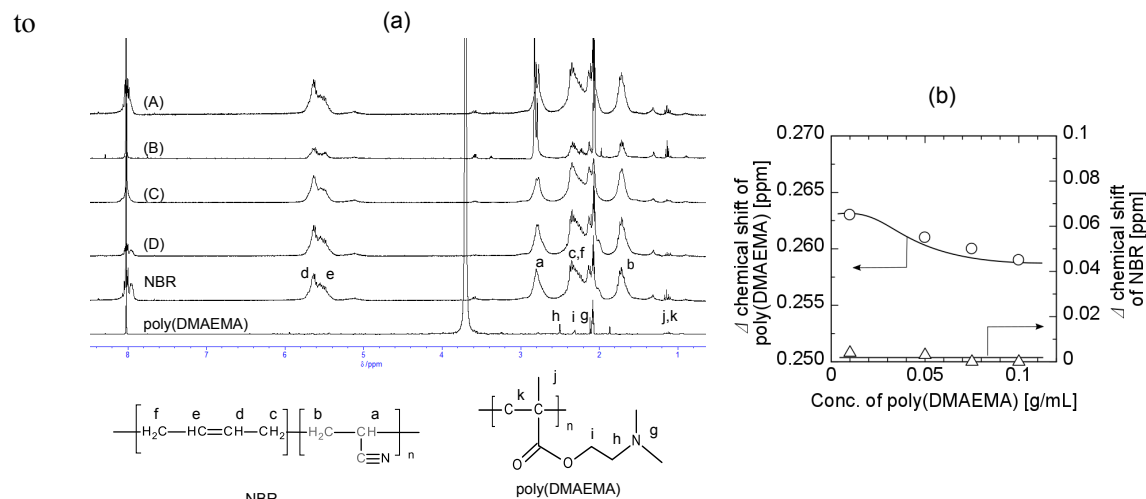 to
(a)
(A)
(B)
(C)
(D)
NBR
poly(DMAEMA)
d e a c,f b
h i g j,k
8 7 6 5 4 3 2 1
δ/ppm
(b)
0.270
0.265
0.260
0.255
0.250
0.1
0.08
0.06
0.04
0.02
0
0 0.05 0.1
Δ chemical shift of
poly(DMAEMA) [ppm]
Δ chemical shift
of NBR [ppm]
Conc. of poly(DMAEMA) [g/mL]
f e d c b a
H₂C HC=CH CH₂ H₂C CH
C≡N
n
NBR
j
k
C C
n
i
O O h N g
poly(DMAEMA)